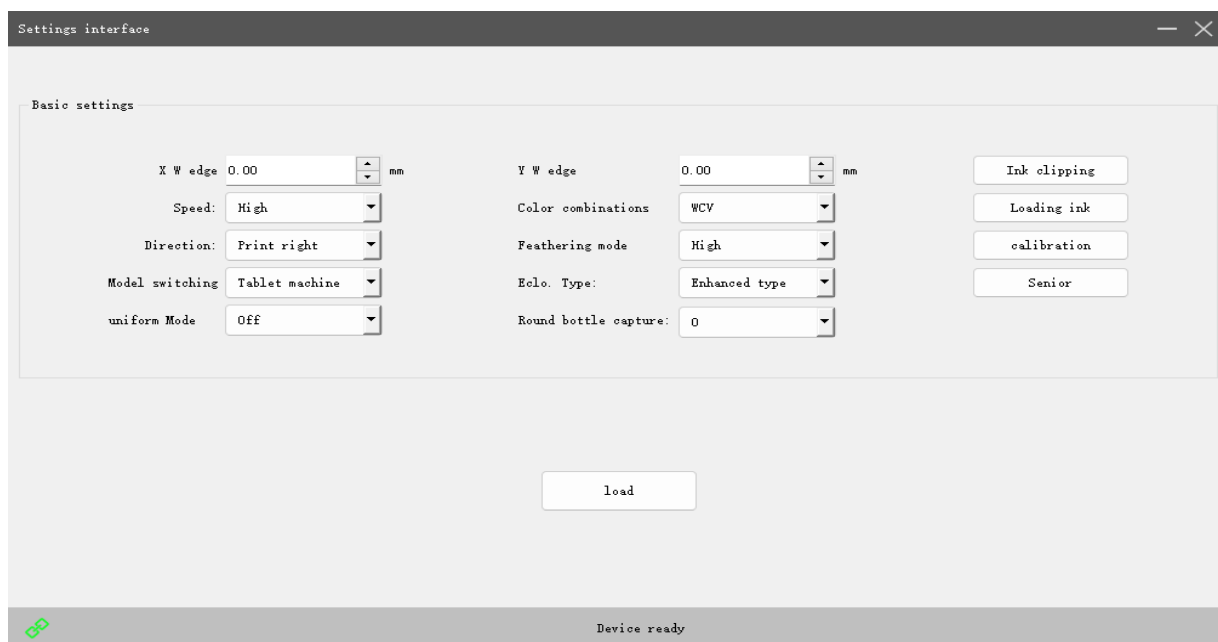 Settings interface
Basic settings
X W edge 0.00 mm Y W edge 0.00 mm Ink clipping
Speed: High Color combinations WCV Loading ink
Direction: Print right Feathering mode High calibration
Model switching Tablet machine Eclo. Type: Enhanced type Senior
uniform Mode Off Round bottle capture: 0
load
Device ready